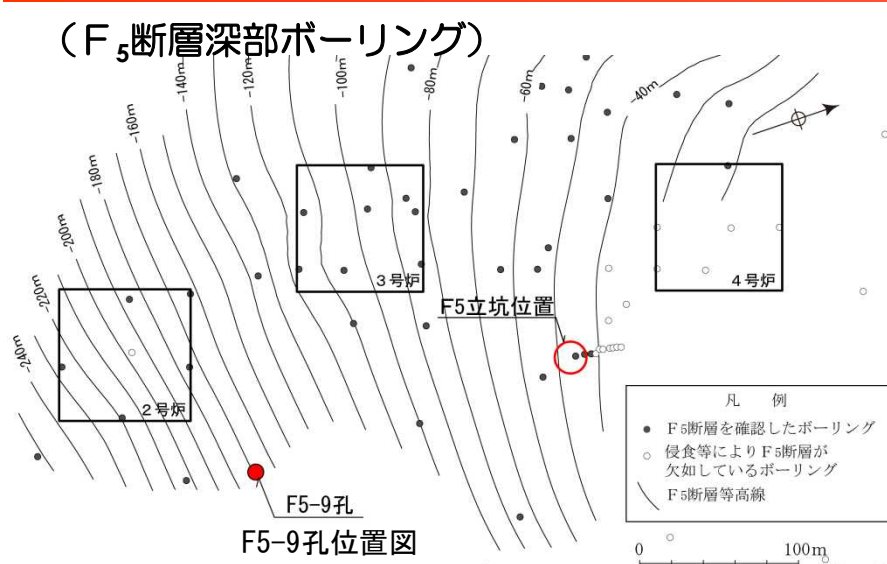 （Ｆ₅断層深部ボーリング）
-240m
-220m
-200m
-180m
-160m
-140m
-120m
-100m
-80m
-60m
-40m
2号炉
3号炉
4号炉
F5立坑位置
F5-9孔
F5-9孔位置図
凡　例
Ｆ5断層を確認したボーリング
侵食等によりＦ5断層が
欠如しているボーリング
Ｆ5断層等高線
0 100m